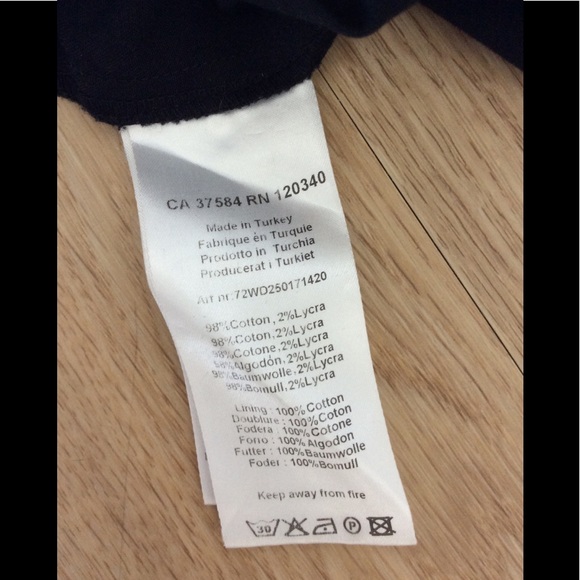 CA 37584 RN 120340
Made in Turkey
Fabrique èn Turquie
Prodotto in Turchia
Producerat i Turkiet
Art nr:72WD250171420
98%Cotton,2%Lycra
98%Coton,2%Lycra
98%Cotone,2%Lycra
98%Algodón,2%Lycra
98%Baumwolle,2%Lycra
98%Bomull,2%Lycra
Lining : 100%Cotton
Doublure : 100%Coton
Fodera : 100%Cotone
Forro : 100%Algodon
Futter : 100%Baumwolle
Foder : 100%Bomull
Keep away from fire
30 P